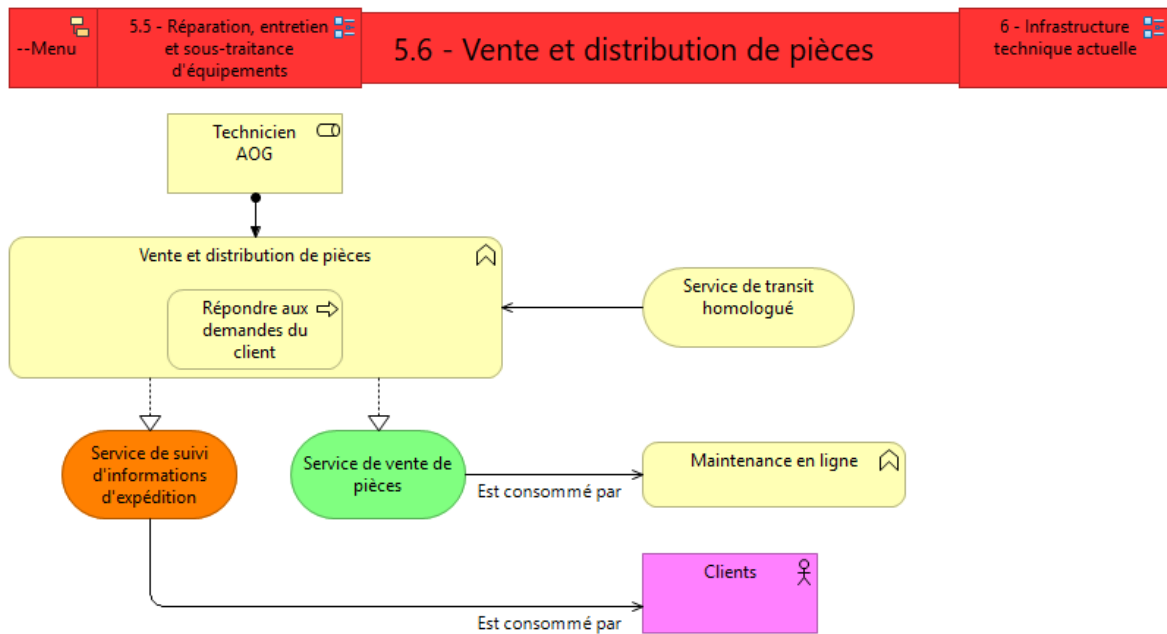 --Menu
5.5 - Réparation, entretien
et sous-traitance
d'équipements
5.6 - Vente et distribution de pièces
6 - Infrastructure
technique actuelle
Technicien
AOG
Vente et distribution de pièces
Répondre aux
demandes du
client
Service de transit
homologué
Service de suivi
d'informations
d'expédition
Service de vente de
pièces
Est consommé par
Maintenance en ligne
Clients
Est consommé par